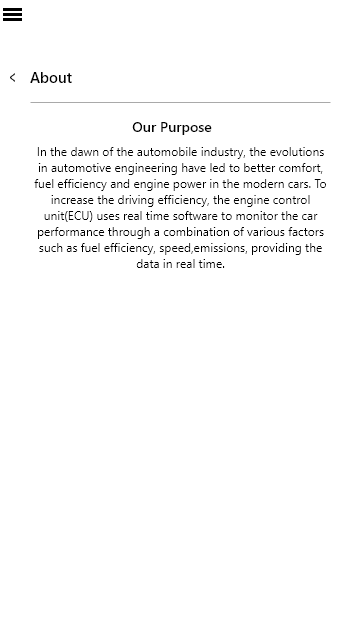 < About
Our Purpose
In the dawn of the automobile industry, the evolutions
in automotive engineering have led to better comfort,
fuel efficiency and engine power in the modern cars. To
increase the driving efficiency, the engine control
unit(ECU) uses real time software to monitor the car
performance through a combination of various factors
such as fuel efficiency, speed,emissions, providing the
data in real time.